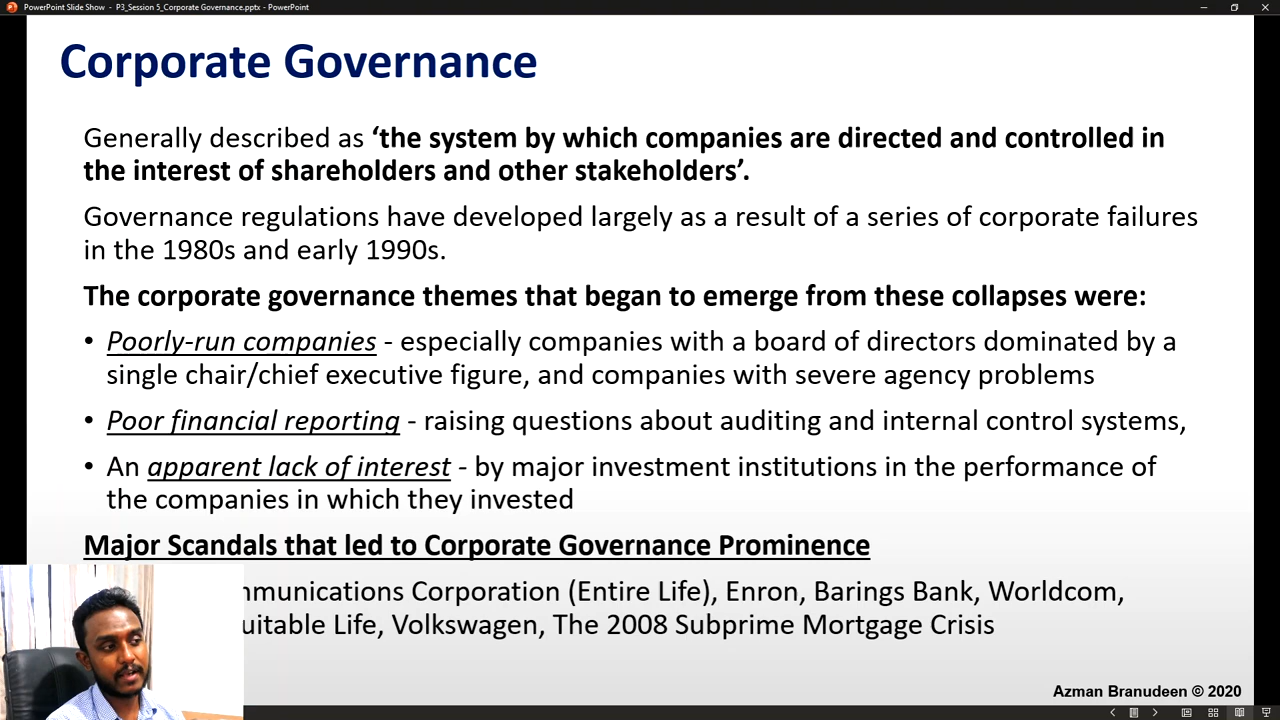 PowerPoint Slide Show - P3_Session 5_Corporate Governance.pptx - PowerPoint
Corporate Governance
Generally described as ‘the system by which companies are directed and controlled in
the interest of shareholders and other stakeholders’.
Governance regulations have developed largely as a result of a series of corporate failures
in the 1980s and early 1990s.
The corporate governance themes that began to emerge from these collapses were:
• Poorly-run companies - especially companies with a board of directors dominated by a
single chair/chief executive figure, and companies with severe agency problems
• Poor financial reporting - raising questions about auditing and internal control systems,
• An apparent lack of interest - by major investment institutions in the performance of
the companies in which they invested
Major Scandals that led to Corporate Governance Prominence
Corporation (Entire Life), Enron, Barings Bank, Worldcom,
Life, Volkswagen, The 2008 Subprime Mortgage Crisis
Azman Branudeen © 2020